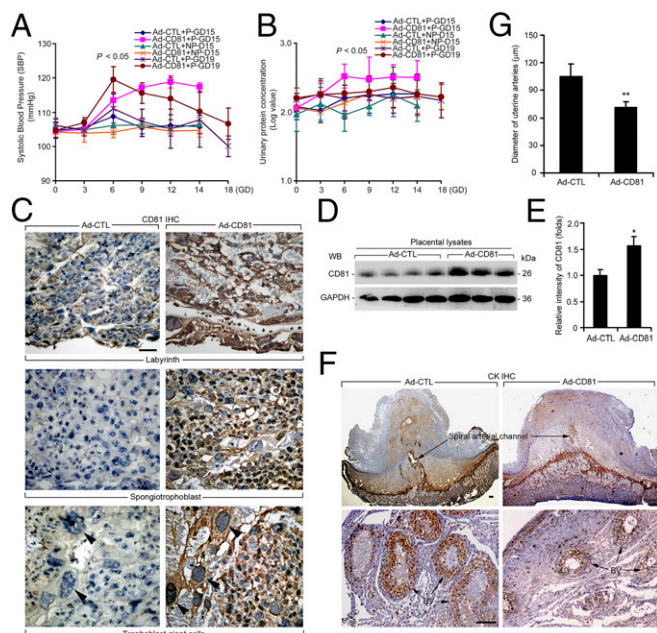 A
Ad-CTL+P-GD15
Ad-CD81+P-GD15
Ad-CTL+NP-D15
Ad-CD81+NP-D15
Ad-CTL+P-GD19
Ad-CD81+P-GD19
P < 0.05
Systolic Blood Pressure (SBP)
(mmHg)
130
120
110
100
90
0 3 6 9 12 14 18 (GD)
B
Ad-CTL+P-GD15
Ad-CD81+P-GD15
Ad-CTL+NP-D15
Ad-CD81+NP-D15
Ad-CTL+P-GD19
Ad-CD81+P-GD19
P < 0.05
Urinary protein concentration
(Log value)
3.0
2.0
1.0
0 3 6 9 12 14 18 (GD)
G
Diameter of uterine arteries (µm)
150
100
50
0
**
Ad-CTL Ad-CD81
C
CD81 IHC
Ad-CTL Ad-CD81
Labyrinth
Spongiotrophoblast
Trophoblast giant cells
D
Placental lysates
WB Ad-CTL Ad-CD81 kDa
CD81 26
GAPDH 36
E
Relative intensity of CD81 (folds)
2.0
1.5
1.0
0.5
0
*
Ad-CTL Ad-CD81
F
CK IHC
Ad-CTL Ad-CD81
Spiral arterial channel
BV